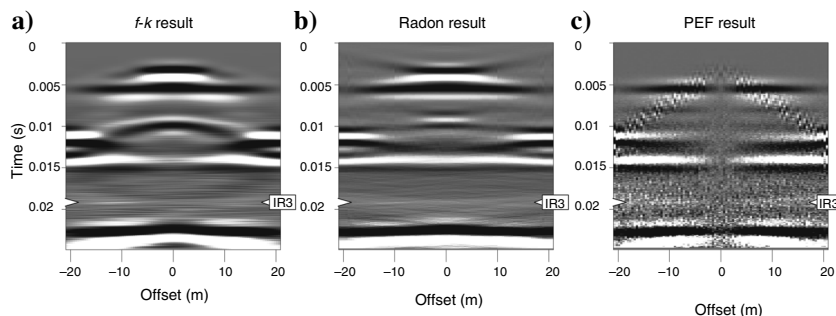 a) f-k result
b) Radon result
c) PEF result
0
0.005
0.01
0.015
0.02
Time (s)
IR3
−20 −10 0 10 20
Offset (m)
0
0.005
0.01
0.015
0.02
IR3
−20 −10 0 10 20
Offset (m)
0
0.005
0.01
0.015
0.02
IR3
−20 −10 0 10 20
Offset (m)